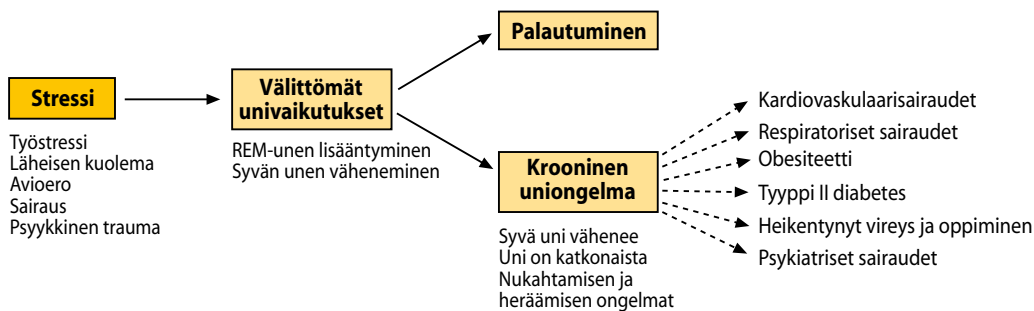 Stressi
Työstressi
Läheisen kuolema
Avioero
Sairaus
Psyykkinen trauma
Välittömät
univaikutukset
REM-unen lisääntyminen
Syvän unen väheneminen
Palautuminen
Krooninen
uniongelma
Syvä uni vähenee
Uni on katkonaista
Nukahtamisen ja
heräämisen ongelmat
Kardiovaskulaarisairaudet
Respiratoriset sairaudet
Obesiteetti
Tyyppi II diabetes
Heikentynyt vireys ja oppiminen
Psykiatriset sairaudet